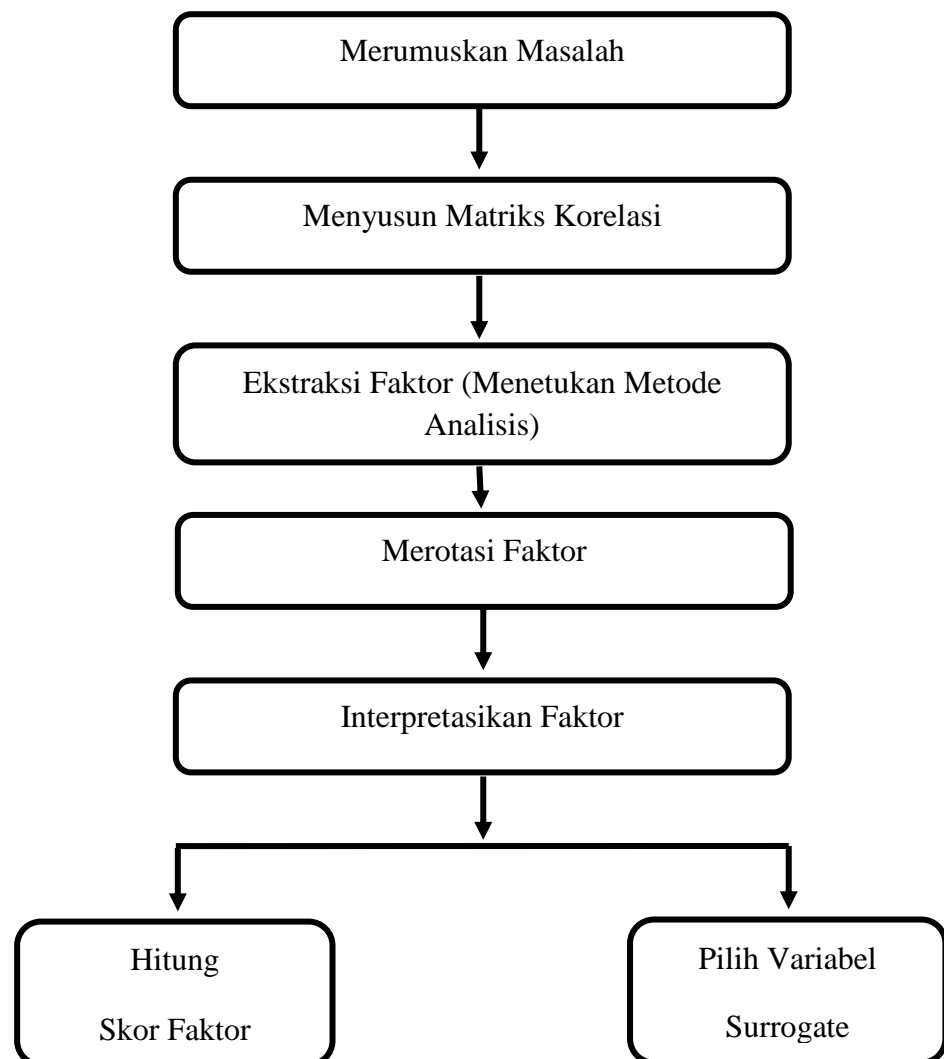 Merumuskan Masalah
Menyusun Matriks Korelasi
Ekstraksi Faktor (Menetukan Metode
Analisis)
Merotasi Faktor
Interpretasikan Faktor
Hitung
Skor Faktor
Pilih Variabel
Surrogate